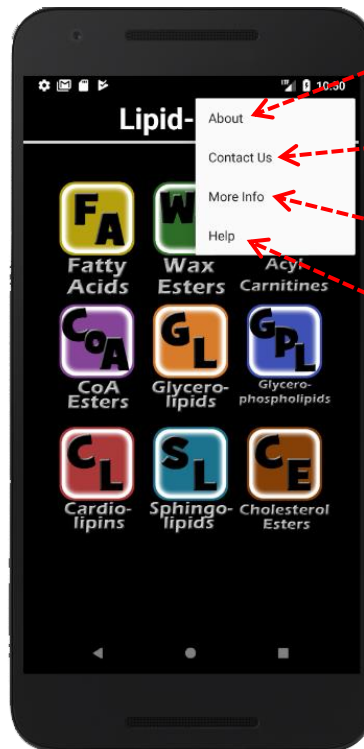 10:50
Lipid-
About
Contact Us
More Info
Help
FA
W
Fatty
Acids
Wax
Esters
Acyl
Carnitines
CoA
GL
GPL
CoA
Esters
Glycero-
lipids
Glycero-
phospholipids
CL
SL
CE
Cardio-
lipins
Sphingo-
lipids
Cholesterol
Esters